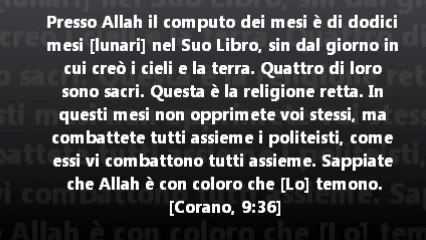 Presso Allah il computo dei mesi è di dodici
mesi [lunari] nel Suo Libro, sin dal giorno in
cui creò i cieli e la terra. Quattro di loro
sono sacri. Questa è la religione retta. In
questi mesi non opprimete voi stessi, ma
combattete tutti assieme i politeisti, come
essi vi combattono tutti assieme. Sappiate
che Allah è con coloro che [Lo] temono.
[Corano, 9:36]